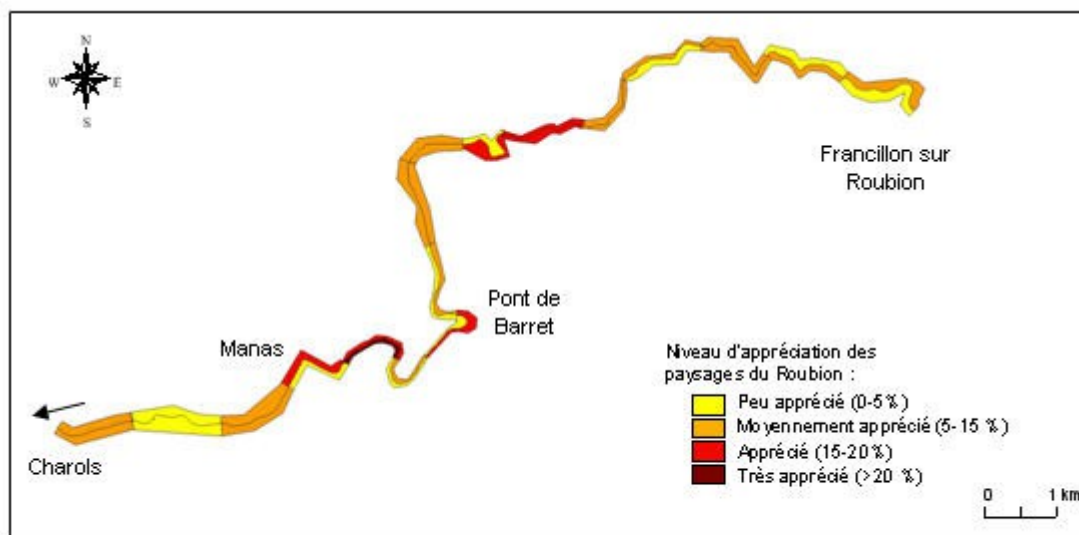 N
W E
S
Francillon sur
Roubion
Pont de
Barret
Manas
Charols
Niveau d'appréciation des
paysages du Roubion :
Peu apprécié (0-5%)
Moyennement apprécié (5-15 %)
Apprécié (15-20%)
Très apprécié (>20 %)
0 1 km